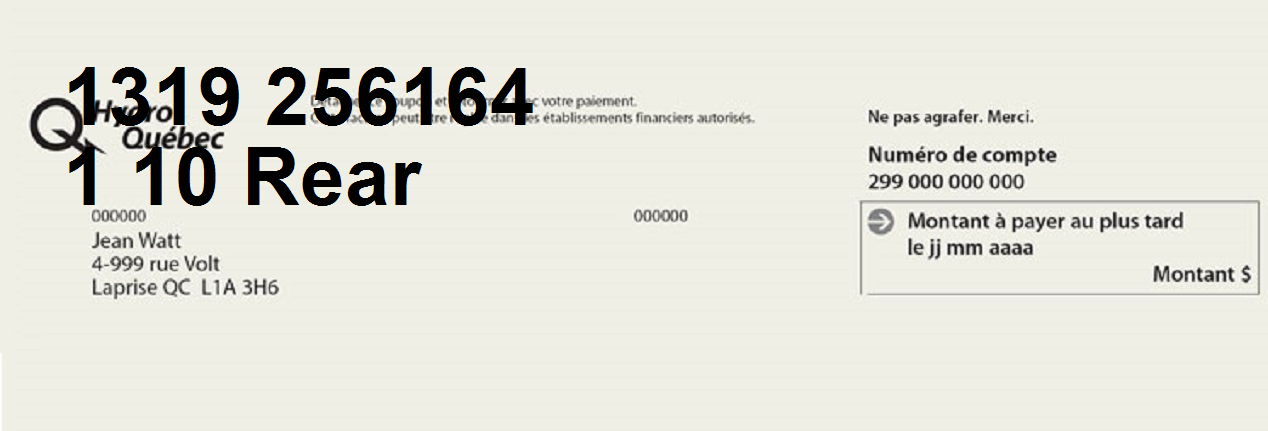 1319 256164
1 10 Rear
Hydro
Québec
votre paiement.
établissements financiers autorisés.
Ne pas agrafer. Merci.
Numéro de compte
299 000 000 000
000000
000000
Montant à payer au plus tard
le jj mm aaaa
Montant $
Jean Watt
4-999 rue Volt
Laprise QC L1A 3H6